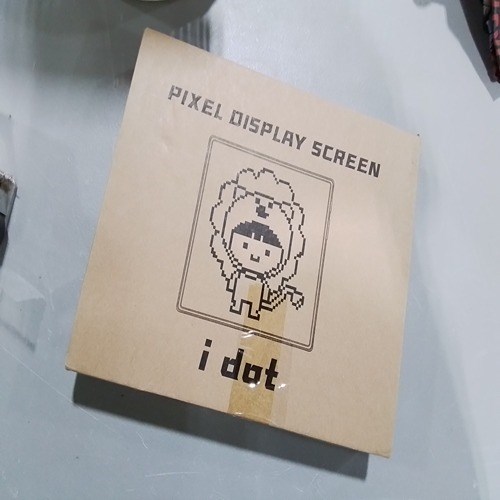 PIXEL DISPLAY SCREEN
i dot